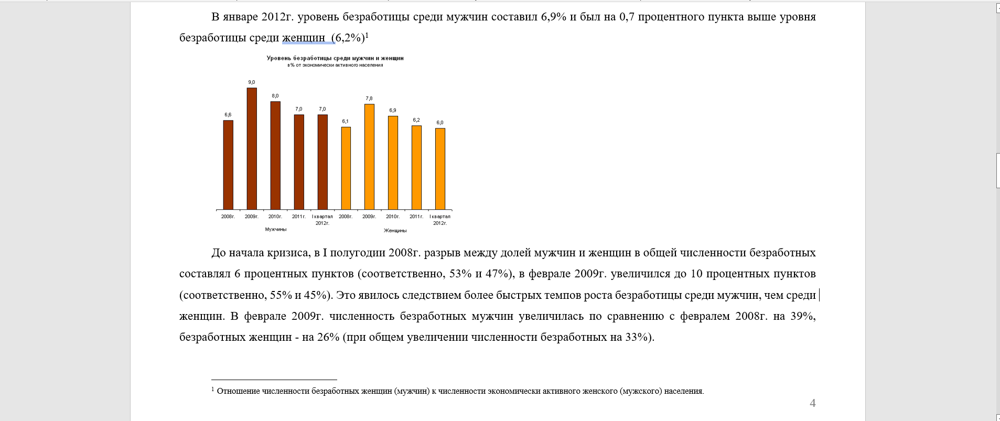 В январе 2012г. уровень безработицы среди мужчин составил 6,9% и был на 0,7 процентного пункта выше уровня
безработицы среди женщин  (6,2%)1
Уровень безработицы среди мужчин и женщин
в% от экономически активного населения
6,6
9,0
8,0
7,0
7,0
6,1
7,8
6,9
6,2
6,0
2008г. 2009г. 2010г. 2011г. I квартал 2008г. 2009г. 2010г. 2011г. I квартал
2012г. 2012г.
Мужчины Женщины
До начала кризиса, в I полугодии 2008г. разрыв между долей мужчин и женщин в общей численности безработных
составлял 6 процентных пунктов (соответственно, 53% и 47%), в феврале 2009г. увеличился до 10 процентных пунктов
(соответственно, 55% и 45%). Это явилось следствием более быстрых темпов роста безработицы среди мужчин, чем среди
женщин. В феврале 2009г. численность безработных мужчин увеличилась по сравнению с февралем 2008г. на 39%,
безработных женщин - на 26% (при общем увеличении численности безработных на 33%).
1 Отношение численности безработных женщин (мужчин) к численности экономически активного женского (мужского) населения.
4